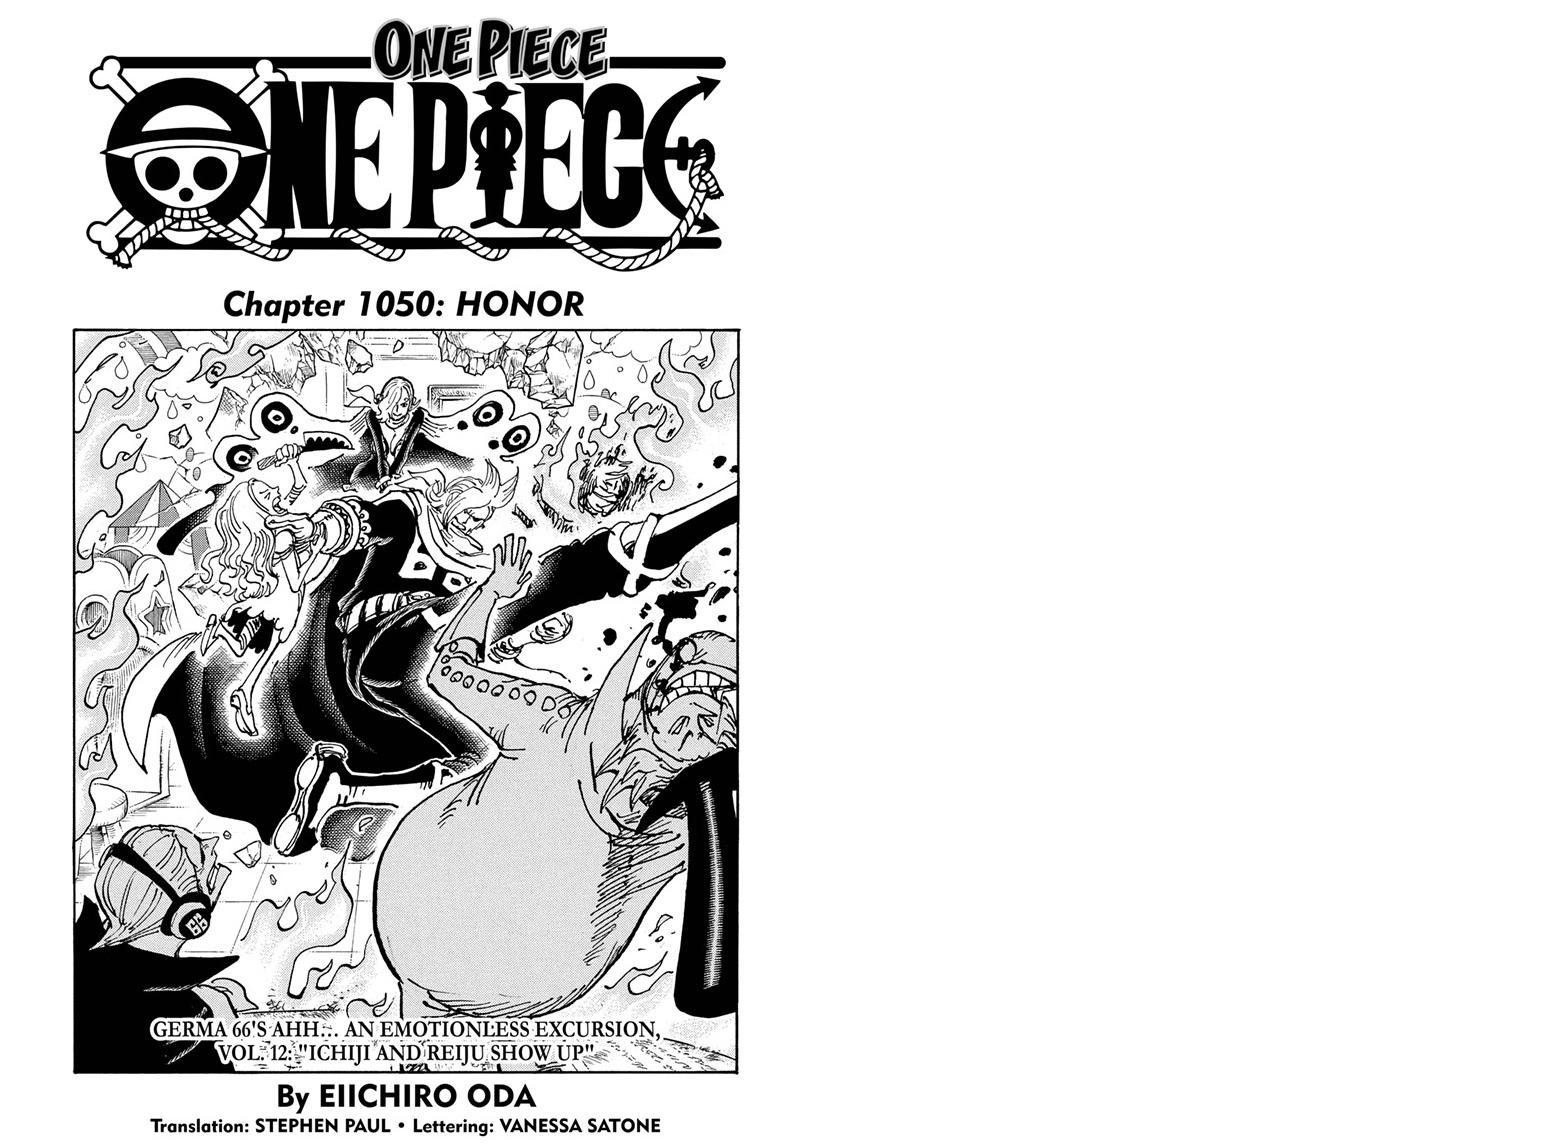 ONE PIECE
ONE PIECE
Chapter 1050: HONOR
66
GERMA 66'S AHH... AN EMOTIONLESS EXCURSION,
VOL. 12: "ICHIJI AND REIJU SHOW UP"
By EIICHIRO ODA
Translation: STEPHEN PAUL • Lettering: VANESSA SATONE